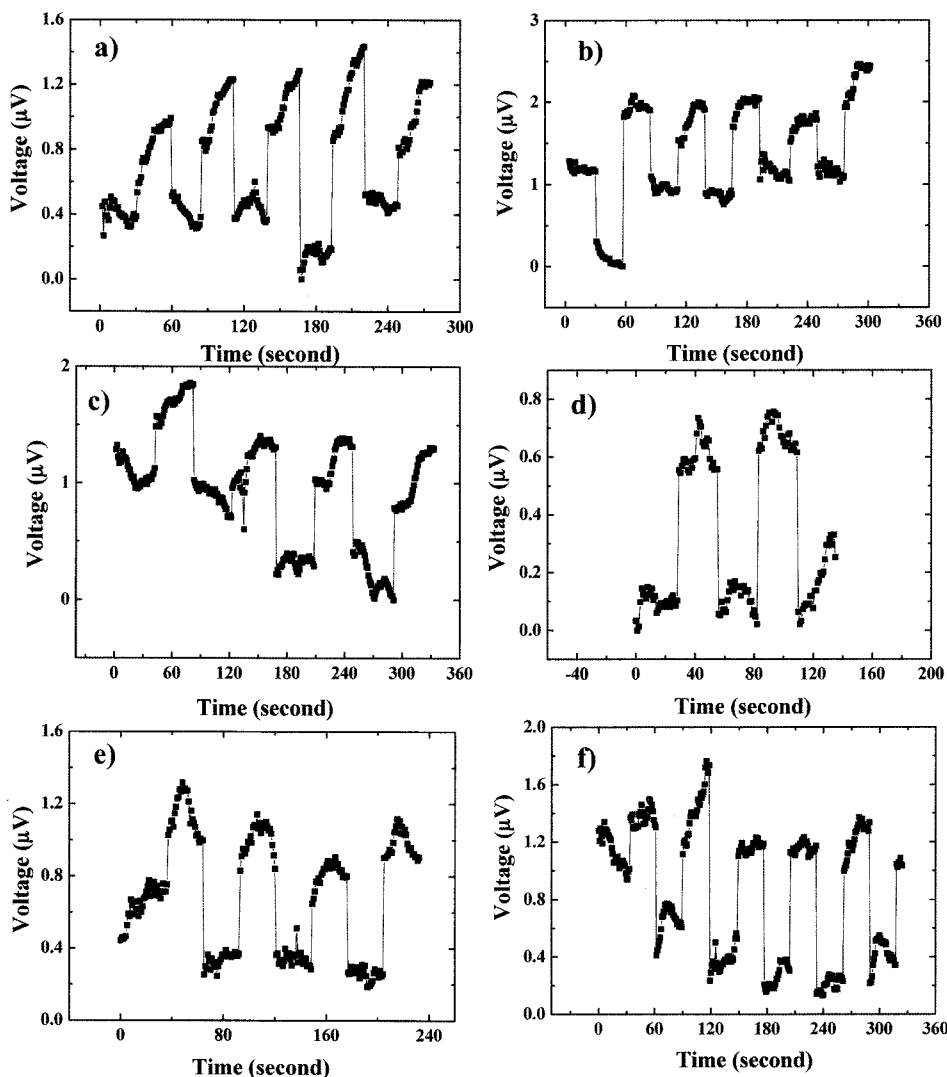 a)
Voltage (μV)
1.6
1.2
0.8
0.4
0.0
0 60 120 180 240 300
Time (second)
b)
Voltage (μV)
3
2
1
0
0 60 120 180 240 300 360
Time (second)
c)
Voltage (μV)
2
1
0
0 60 120 180 240 300 360
Time (second)
d)
Voltage (μV)
0.8
0.6
0.4
0.2
0.0
-40 0 40 80 120 160 200
Time (second)
e)
Voltage (μV)
1.6
1.2
0.8
0.4
0.0
0 80 160 240
Time (second)
f)
Voltage (μV)
2.0
1.6
1.2
0.8
0.4
0.0
0 60 120 180 240 300 360
Time (second)